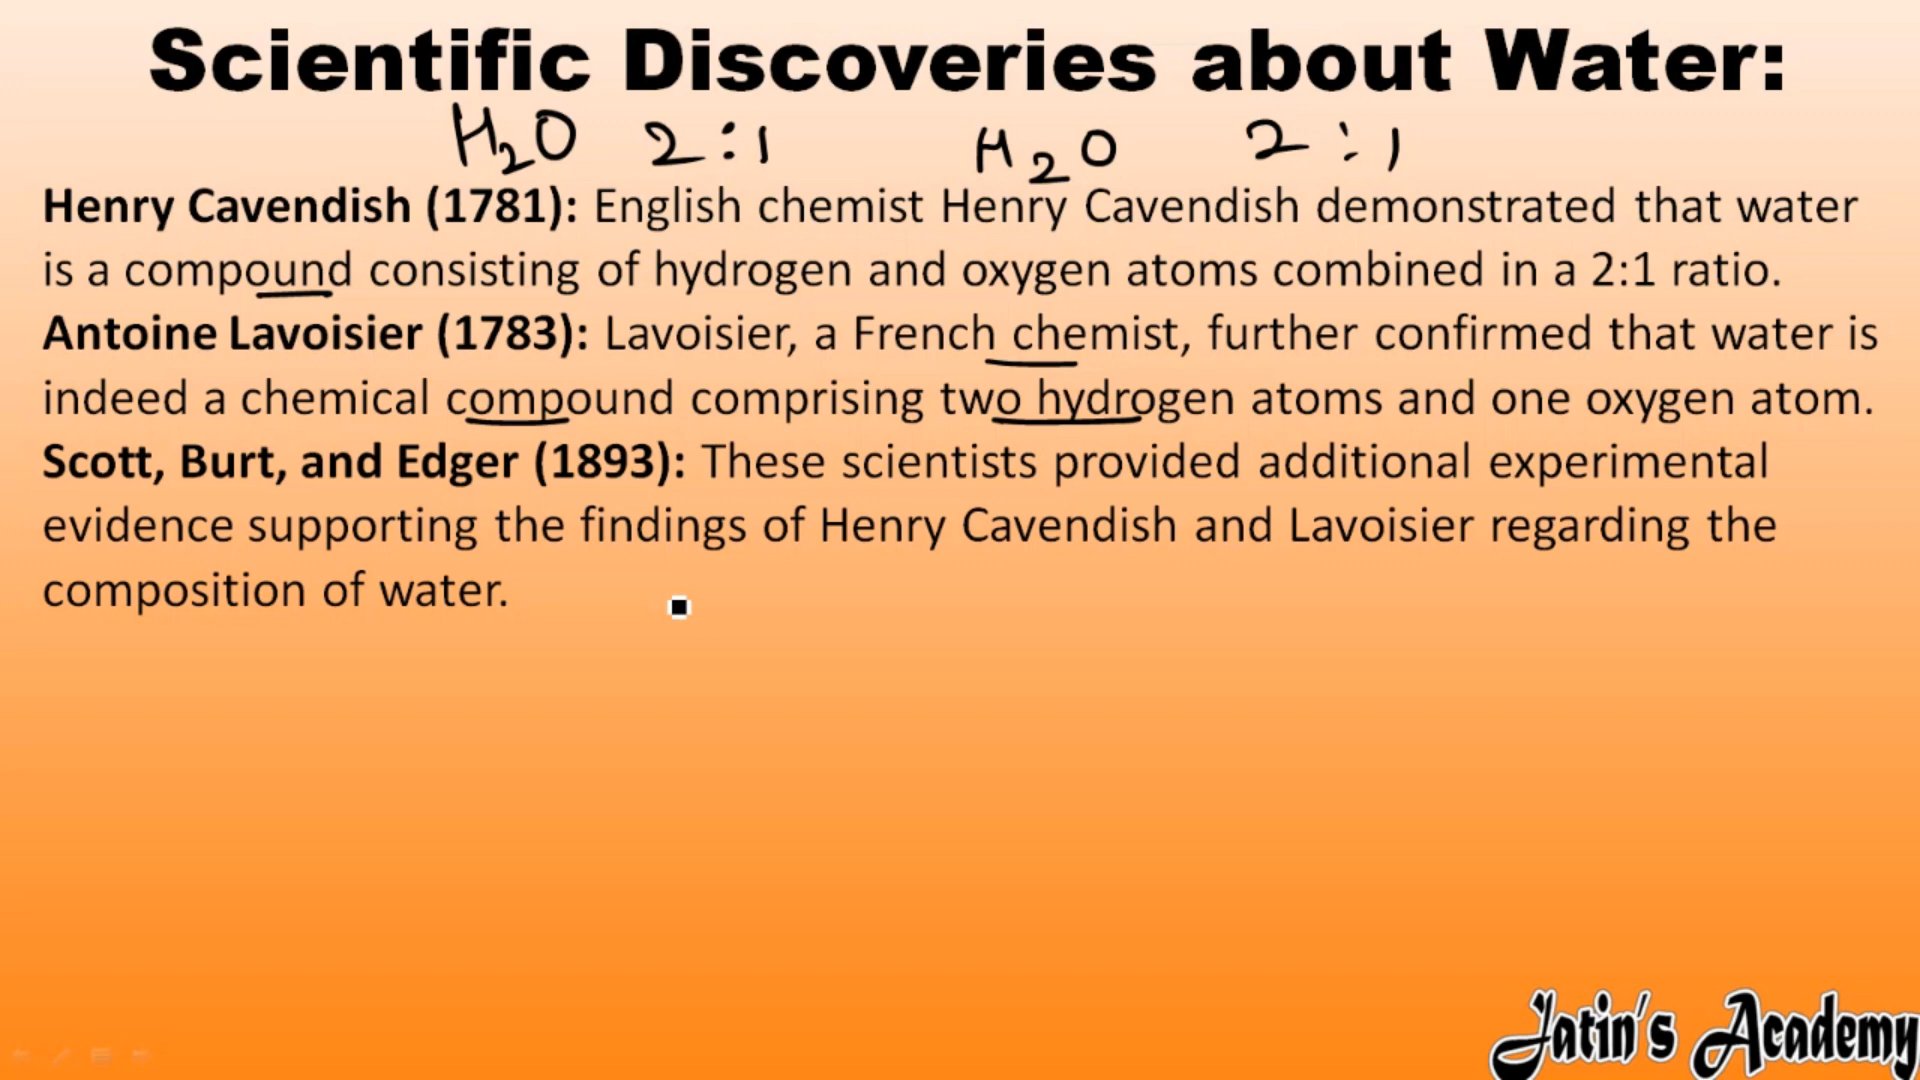 Scientific Discoveries about Water:
H₂O 2:1 H₂O 2:1
Henry Cavendish (1781): English chemist Henry Cavendish demonstrated that water
is a compound consisting of hydrogen and oxygen atoms combined in a 2:1 ratio.
Antoine Lavoisier (1783): Lavoisier, a French chemist, further confirmed that water is
indeed a chemical compound comprising two hydrogen atoms and one oxygen atom.
Scott, Burt, and Edger (1893): These scientists provided additional experimental
evidence supporting the findings of Henry Cavendish and Lavoisier regarding the
composition of water.
Jatin's Academy